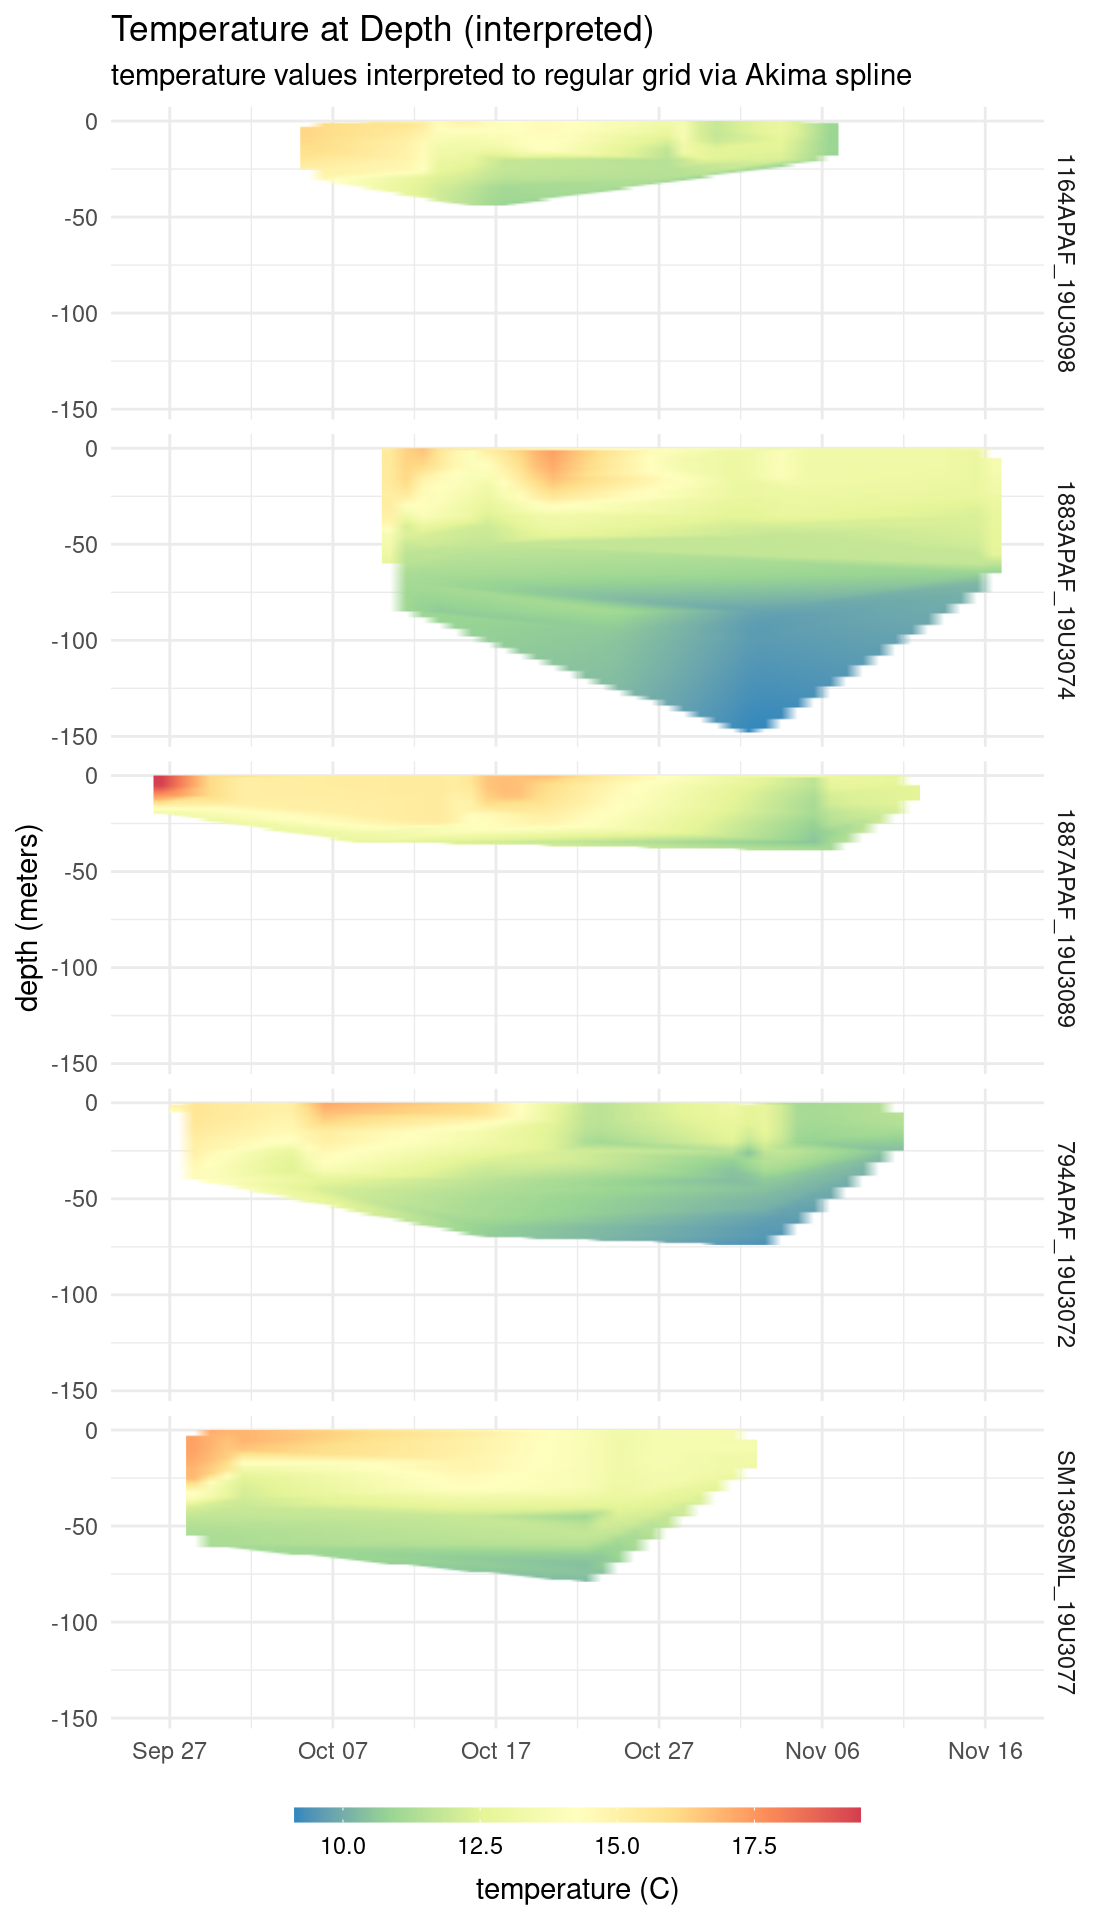 Temperature at Depth (interpreted)
temperature values interpreted to regular grid via Akima spline
0
-50
-100
-150
1164APAF_19U3098
0
-50
-100
-150
1883APAF_19U3074
0
-50
-100
-150
1887APAF_19U3089
depth (meters)
0
-50
-100
-150
794APAF_19U3072
0
-50
-100
-150
SM1369SML_19U3077
Sep 27 Oct 07 Oct 17 Oct 27 Nov 06 Nov 16
10.0 12.5 15.0 17.5
temperature (C)